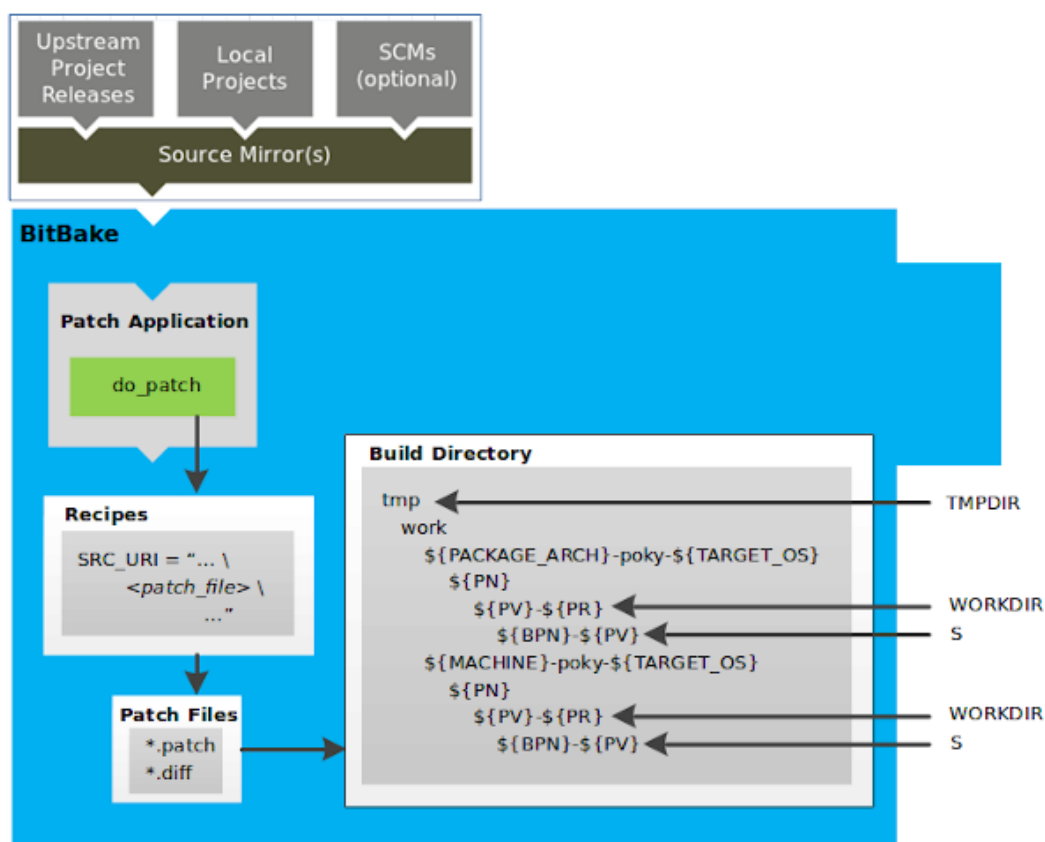 Upstream
Project
Releases
Local
Projects
SCMs
(optional)
Source Mirror(s)
BitBake
Patch Application
do_patch
Recipes
SRC_URI = “... \
<patch_file> \
...”
Patch Files
*.patch
*.diff
Build Directory
tmp
work
${PACKAGE_ARCH}-poky-${TARGET_OS}
${PN}
${PV}-${PR}
${BPN}-${PV}
${MACHINE}-poky-${TARGET_OS}
${PN}
${PV}-${PR}
${BPN}-${PV}
TMPDIR
WORKDIR
S
WORKDIR
S